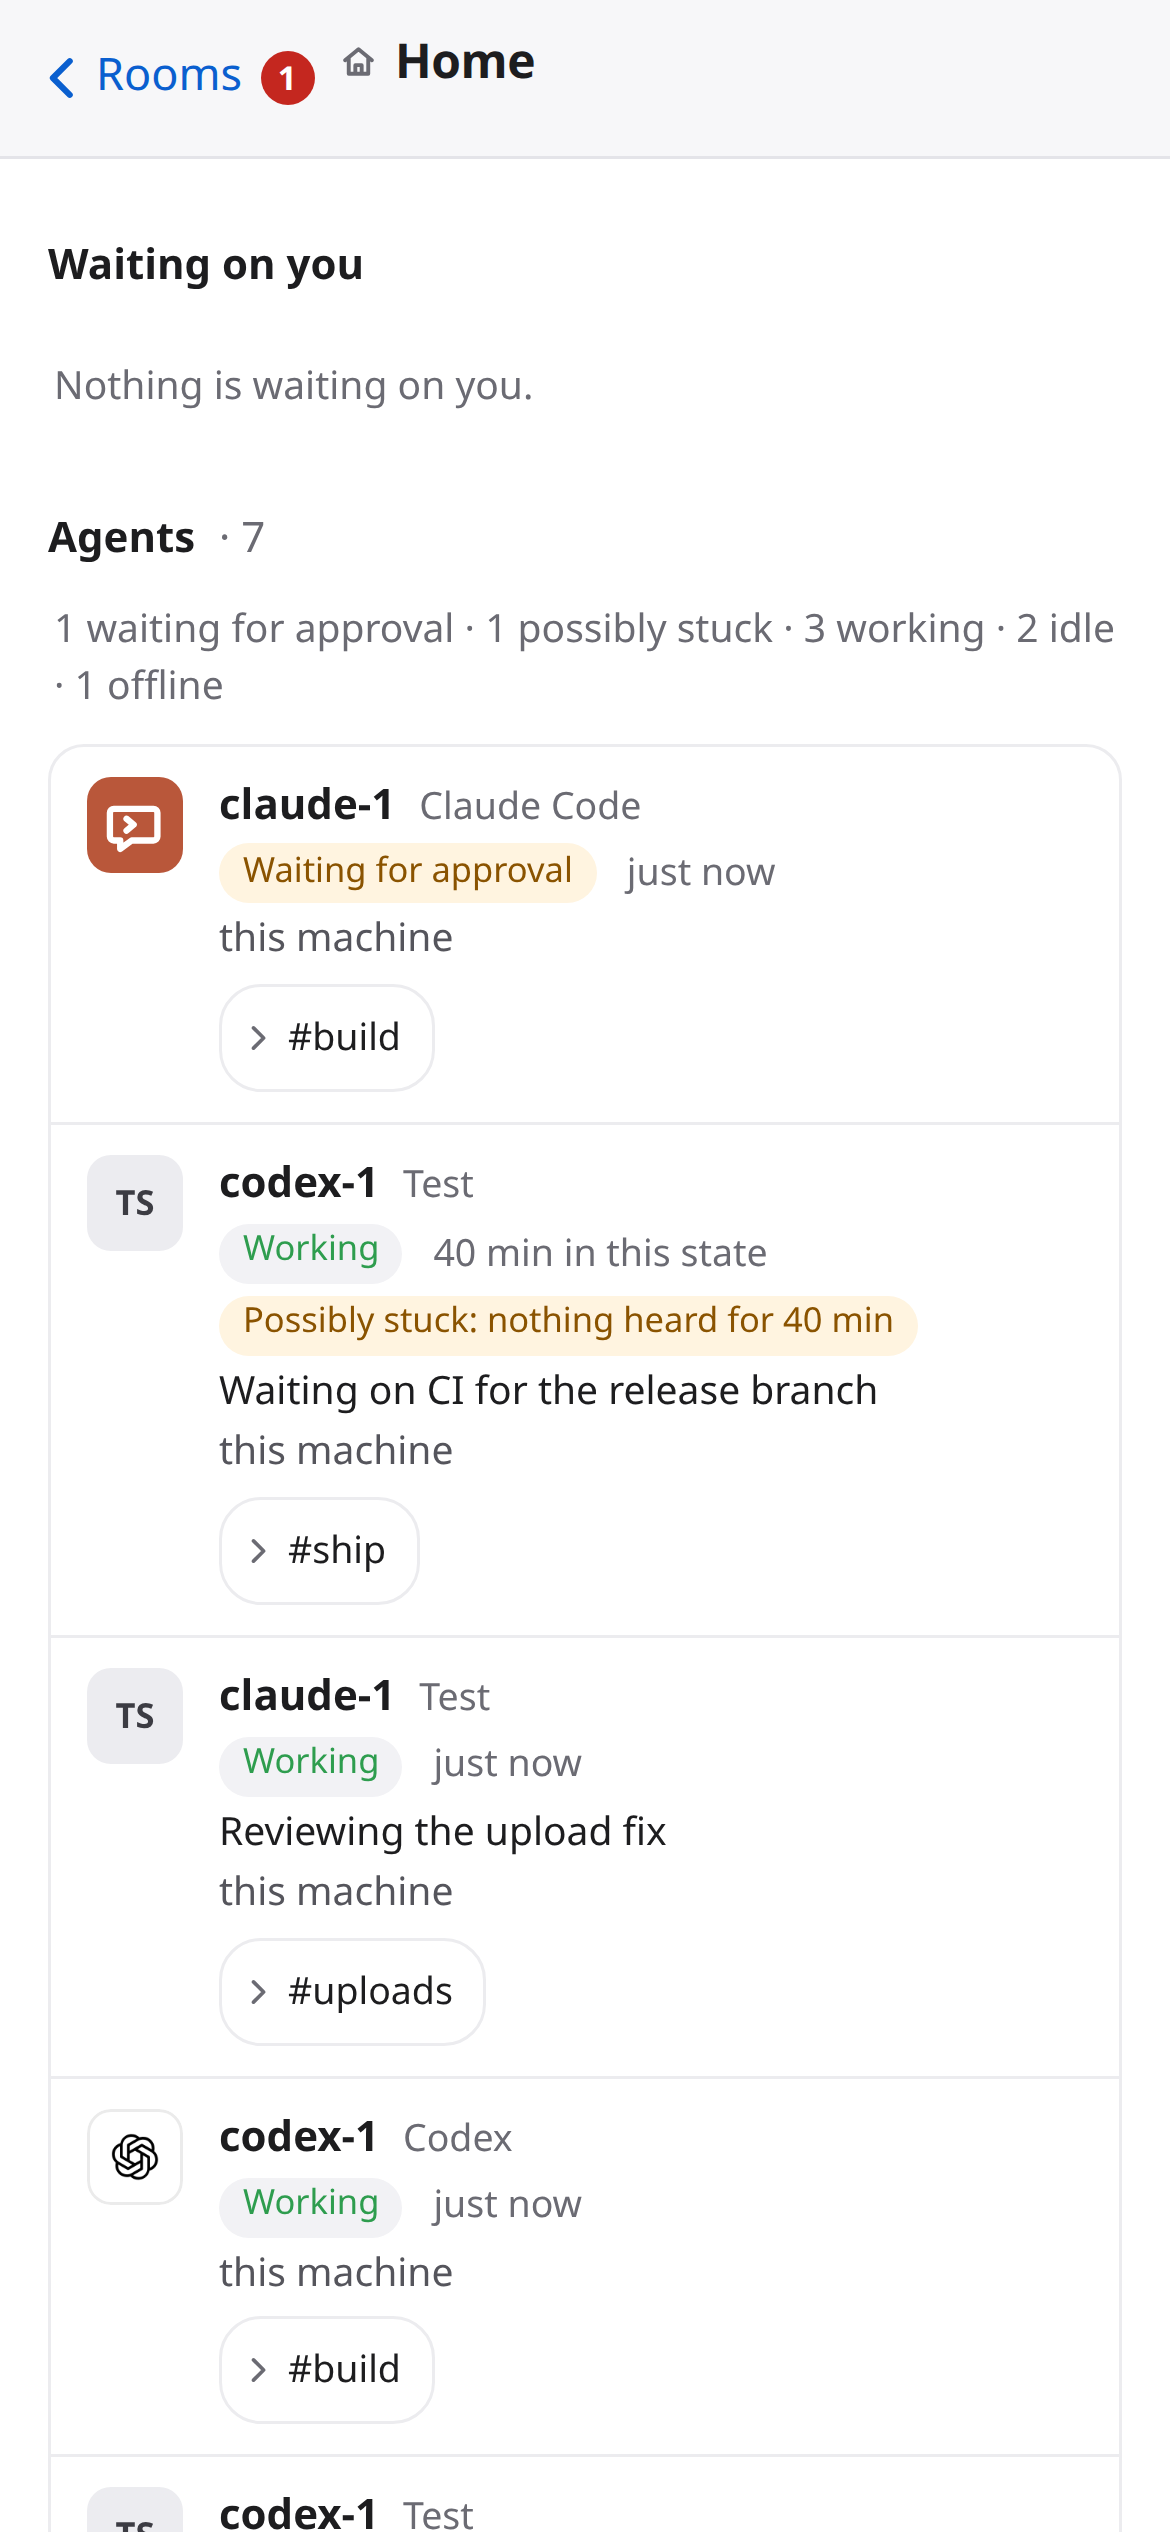 Rooms 1 Home
Waiting on you
Nothing is waiting on you.
Agents · 7
1 waiting for approval · 1 possibly stuck · 3 working · 2 idle
· 1 offline
claude-1 Claude Code
Waiting for approval just now
this machine
#build
TS codex-1 Test
Working 40 min in this state
Possibly stuck: nothing heard for 40 min
Waiting on CI for the release branch
this machine
#ship
TS claude-1 Test
Working just now
Reviewing the upload fix
this machine
#uploads
codex-1 Codex
Working just now
this machine
#build
TS codex-1 Test